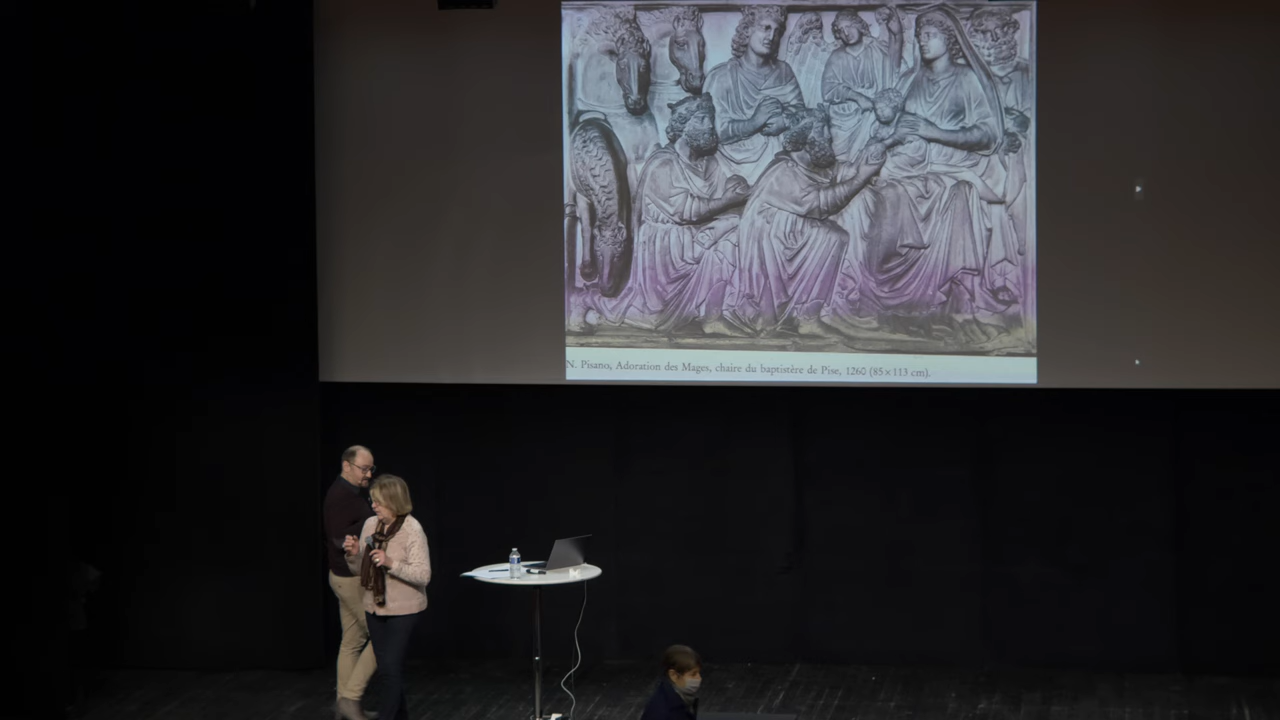 N. Pisano, Adoration des Mages, chaire du baptistère de Pise, 1260 (85×113 cm).